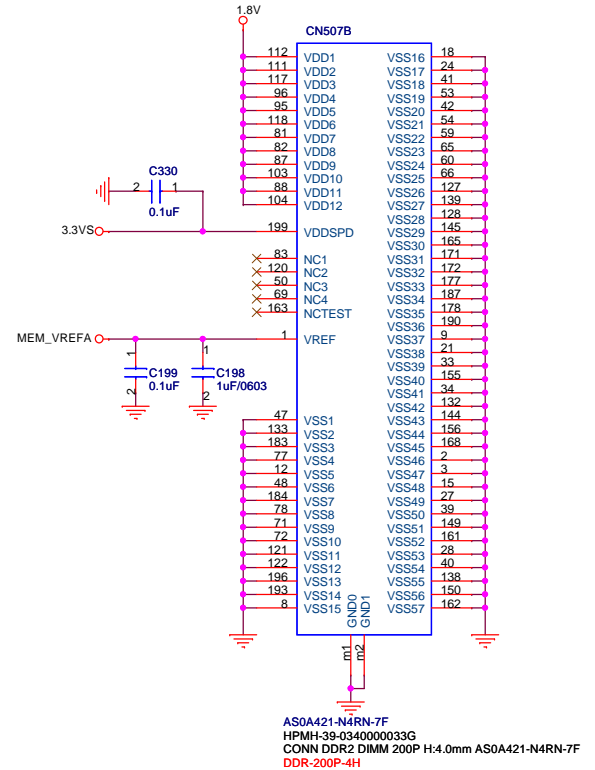 1.8V
CN507B
112 VDD1 VSS16 18
111 VDD2 VSS17 24
117 VDD3 VSS18 41
96 VDD4 VSS19 53
95 VDD5 VSS20 42
118 VDD6 VSS21 54
81 VDD7 VSS22 59
82 VDD8 VSS23 65
87 VDD9 VSS24 60
103 VDD10 VSS25 66
88 VDD11 VSS26 127
104 VDD12 VSS27 139
VSS28 128
C330
2 1
0.1uF
3.3VS 199 VDDSPD VSS29 145
VSS30 165
83 NC1 VSS31 171
120 NC2 VSS32 172
50 NC3 VSS33 177
69 NC4 VSS34 187
163 NCTEST VSS35 178
VSS36 190
MEM_VREFA 1 VREF VSS37 9
VSS38 21
1 1
VSS39 33
C199 C198 VSS40 155
0.1uF 1uF/0603 VSS41 34
2 2
VSS42 132
47 VSS1 VSS43 144
133 VSS2 VSS44 156
183 VSS3 VSS45 168
77 VSS4 VSS46 2
12 VSS5 VSS47 3
48 VSS6 VSS48 15
184 VSS7 VSS49 27
78 VSS8 VSS50 39
71 VSS9 VSS51 149
72 VSS10 VSS52 161
121 VSS11 VSS53 28
122 VSS12 VSS54 40
196 VSS13 VSS55 138
193 VSS14 VSS56 150
8 VSS15 VSS57 162
GND0 GND1
m1 m2
AS0A421-N4RN-7F
HPMH-39-0340000033G
CONN DDR2 DIMM 200P H:4.0mm AS0A421-N4RN-7F
DDR-200P-4H